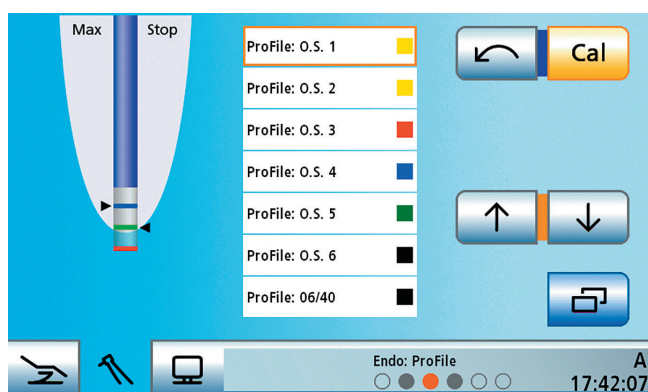 Max Stop
ProFile: O.S. 1
ProFile: O.S. 2
ProFile: O.S. 3
ProFile: O.S. 4
ProFile: O.S. 5
ProFile: O.S. 6
ProFile: 06/40
Cal
Endo: ProFile
A
17:42:07